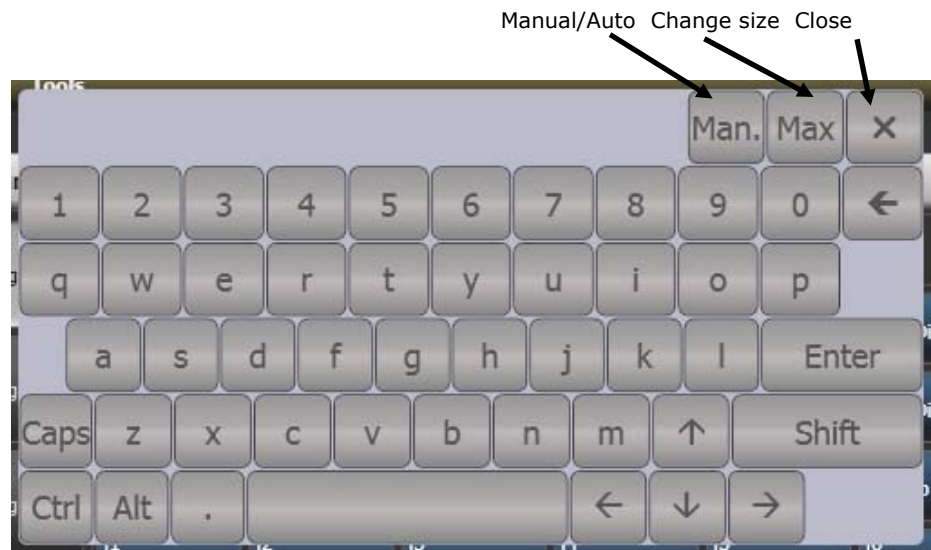 Manual/Auto Change size Close
Tools
Man. Max ×
1 2 3 4 5 6 7 8 9 0 ←
q w e r t y u i o p
a s d f g h j k l Enter
Caps z x c v b n m ↑ Shift
Ctrl Alt . ← ↓ →